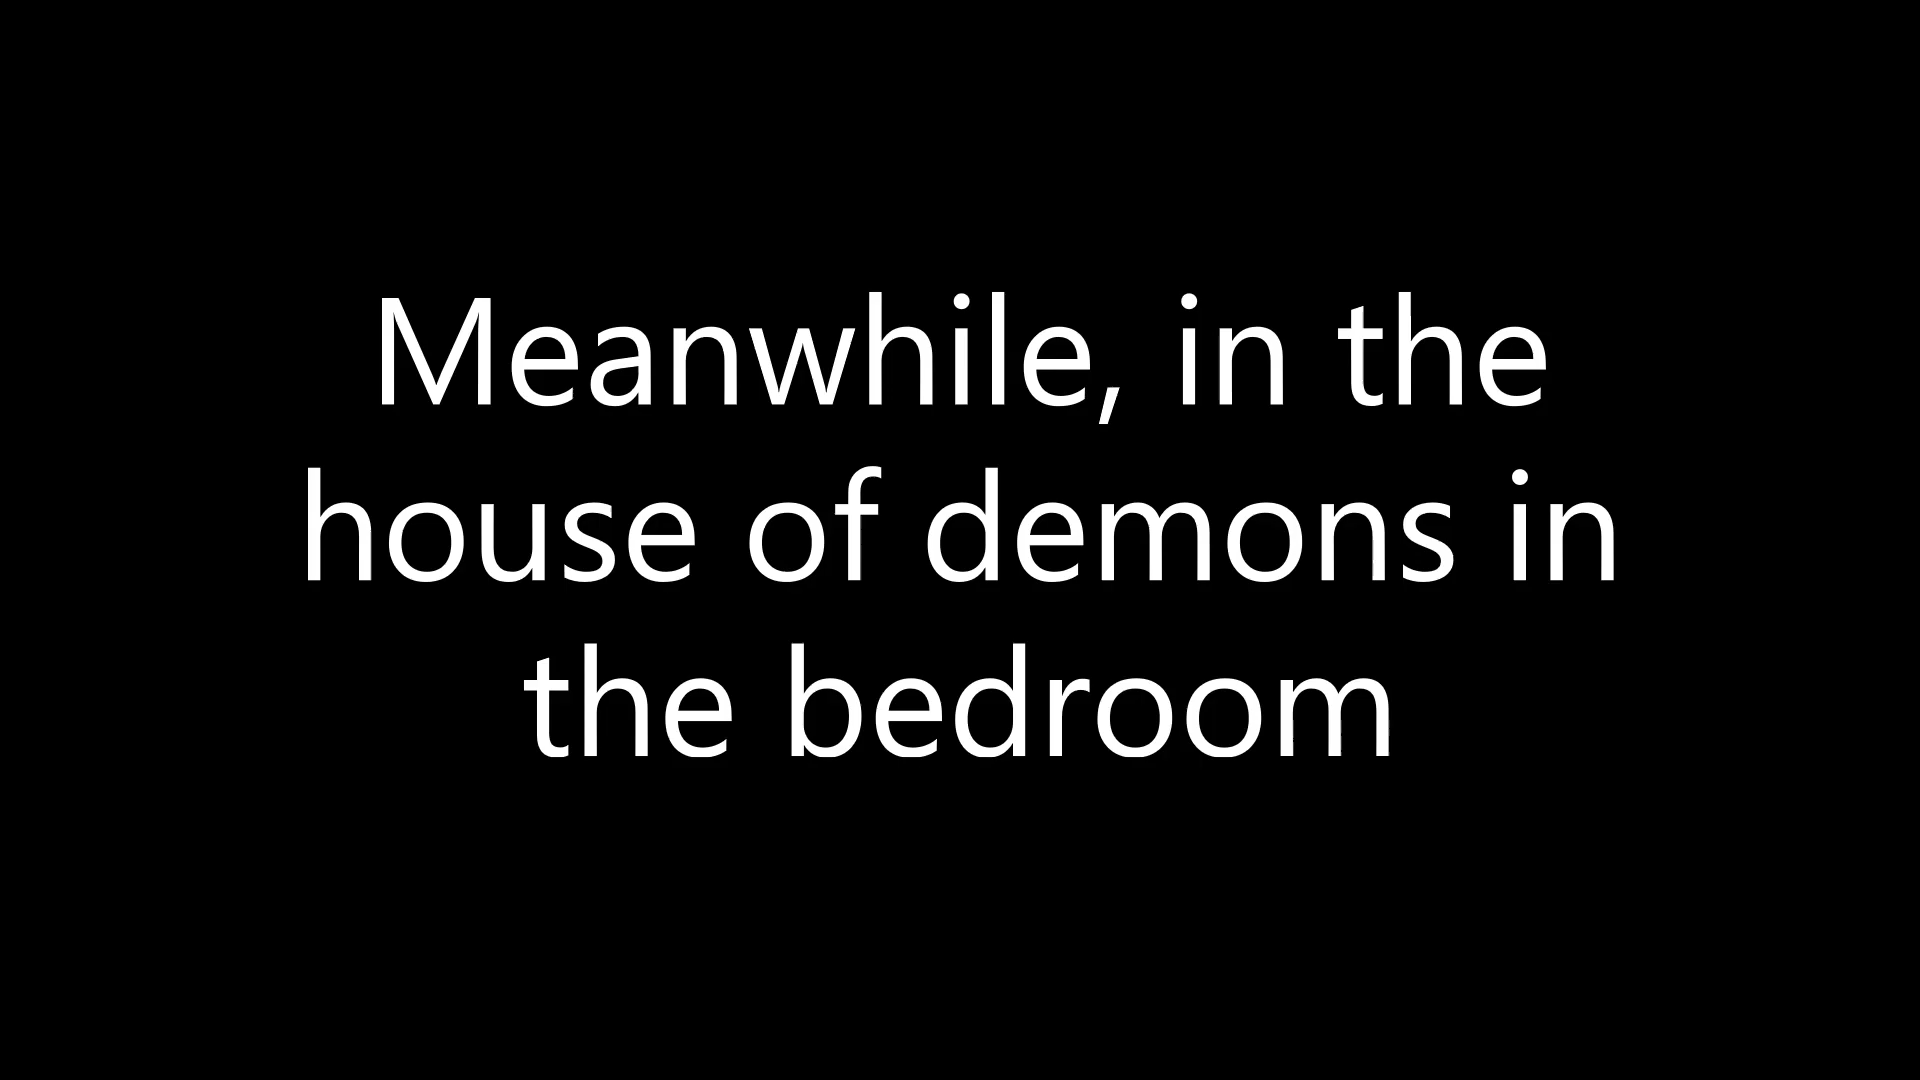 Meanwhile, in the
house of demons in
the bedroom